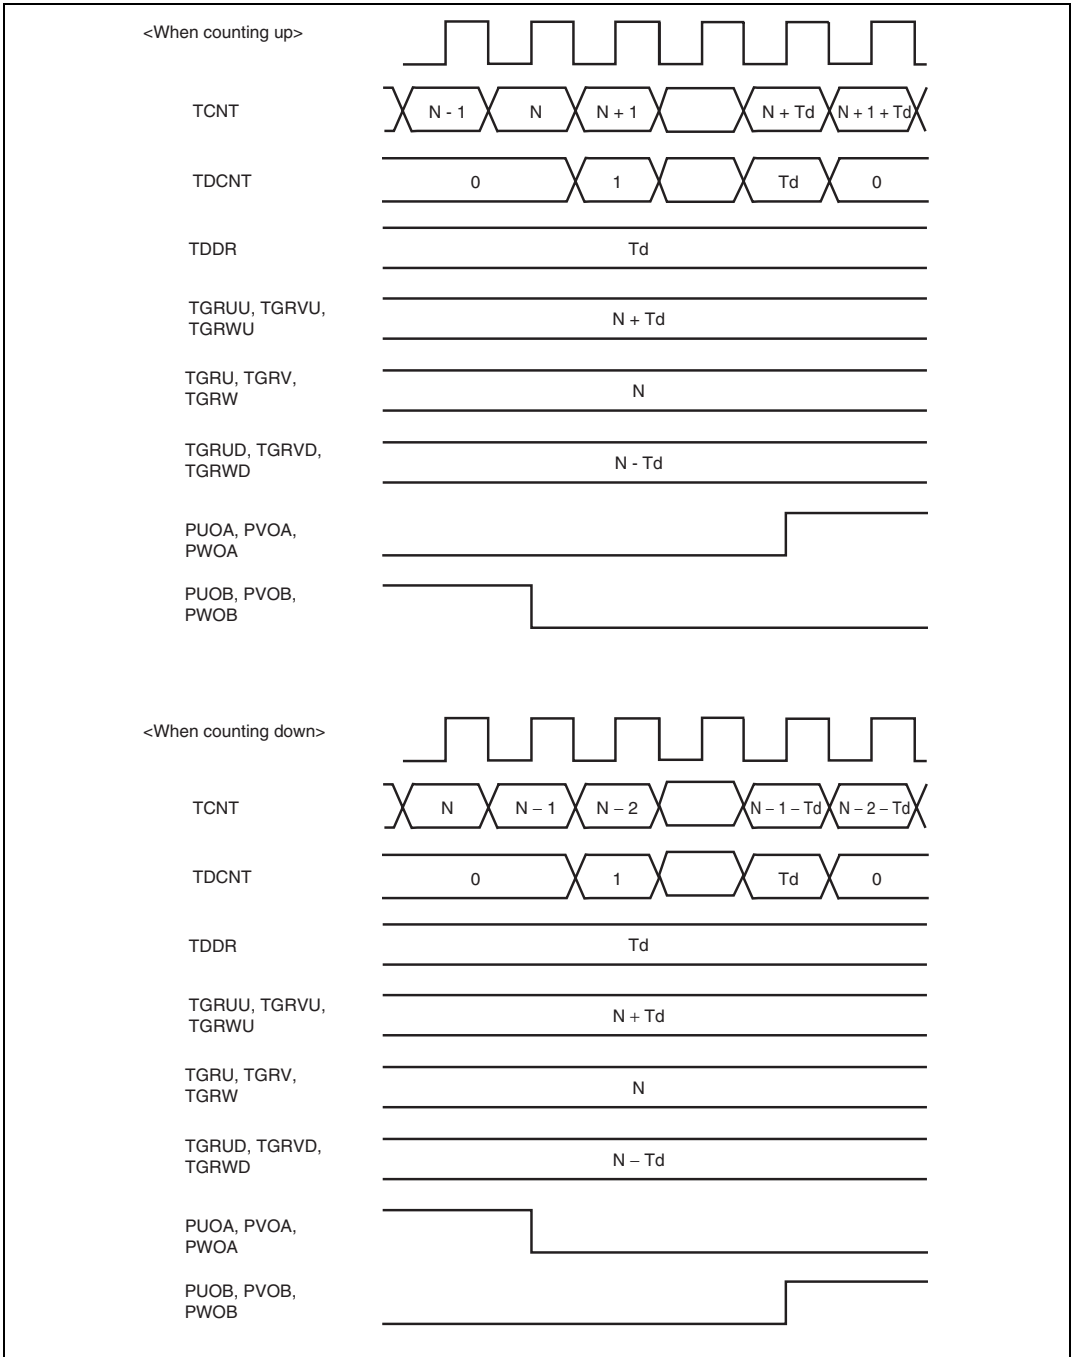 <When counting up>
TCNT
N - 1
N
N + 1
N + Td
N + 1 + Td
TDCNT
0
1
Td
0
TDDR
Td
TGRUU, TGRVU,
TGRWU
N + Td
TGRU, TGRV,
TGRW
N
TGRUD, TGRVD,
TGRWD
N - Td
PUOA, PVOA,
PWOA
PUOB, PVOB,
PWOB
<When counting down>
TCNT
N
N – 1
N – 2
N – 1 – Td
N – 2 – Td
TDCNT
0
1
Td
0
TDDR
Td
TGRUU, TGRVU,
TGRWU
N + Td
TGRU, TGRV,
TGRW
N
TGRUD, TGRVD,
TGRWD
N – Td
PUOA, PVOA,
PWOA
PUOB, PVOB,
PWOB